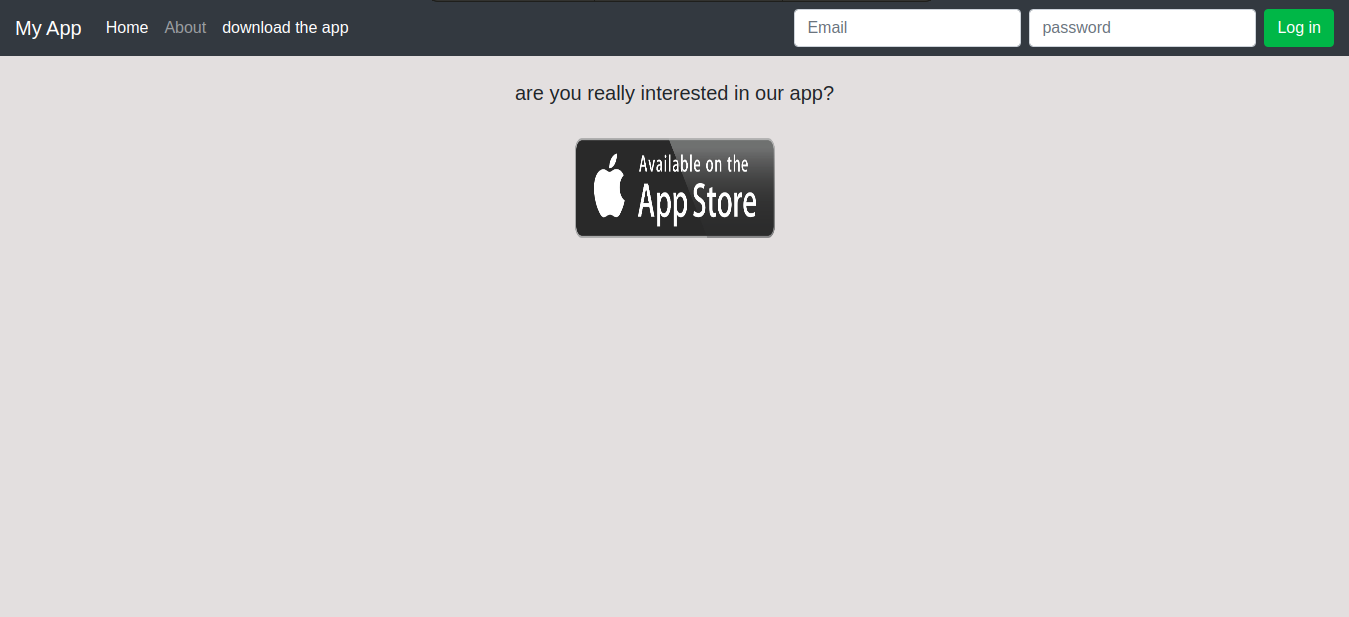 My App Home About download the app Email password Log in
are you really interested in our app?
Available on the
App Store